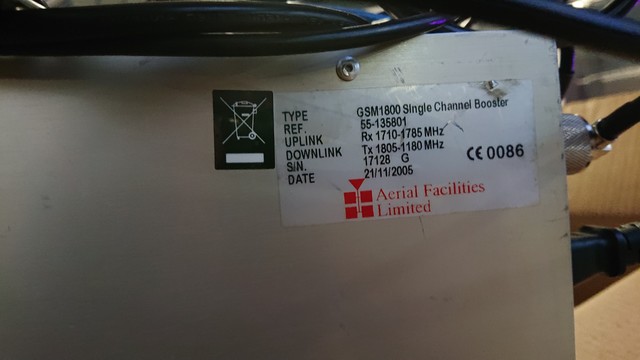 TYPE GSM1800 Single Channel Booster
REF. 55-135801
UPLINK Rx 1710-1785 MHz
DOWNLINK Tx 1805-1180 MHz
S/N. 17128 G
DATE 21/11/2005
CE 0086
Aerial Facilities
Limited